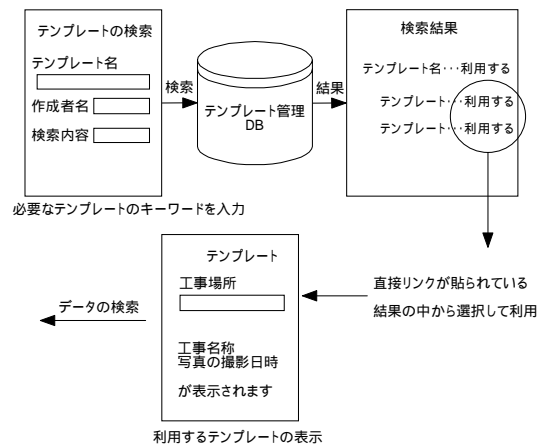 テンプレートの検索
テンプレート名
作成者名
検索内容
必要なテンプレートのキーワードを入力
検索
テンプレート管理
DB
結果
検索結果
テンプレート名･･･利用する
テンプレート･･･利用する
テンプレート･･･利用する
直接リンクが貼られている
結果の中から選択して利用
テンプレート
工事場所
工事名称
写真の撮影日時
が表示されます
利用するテンプレートの表示
データの検索